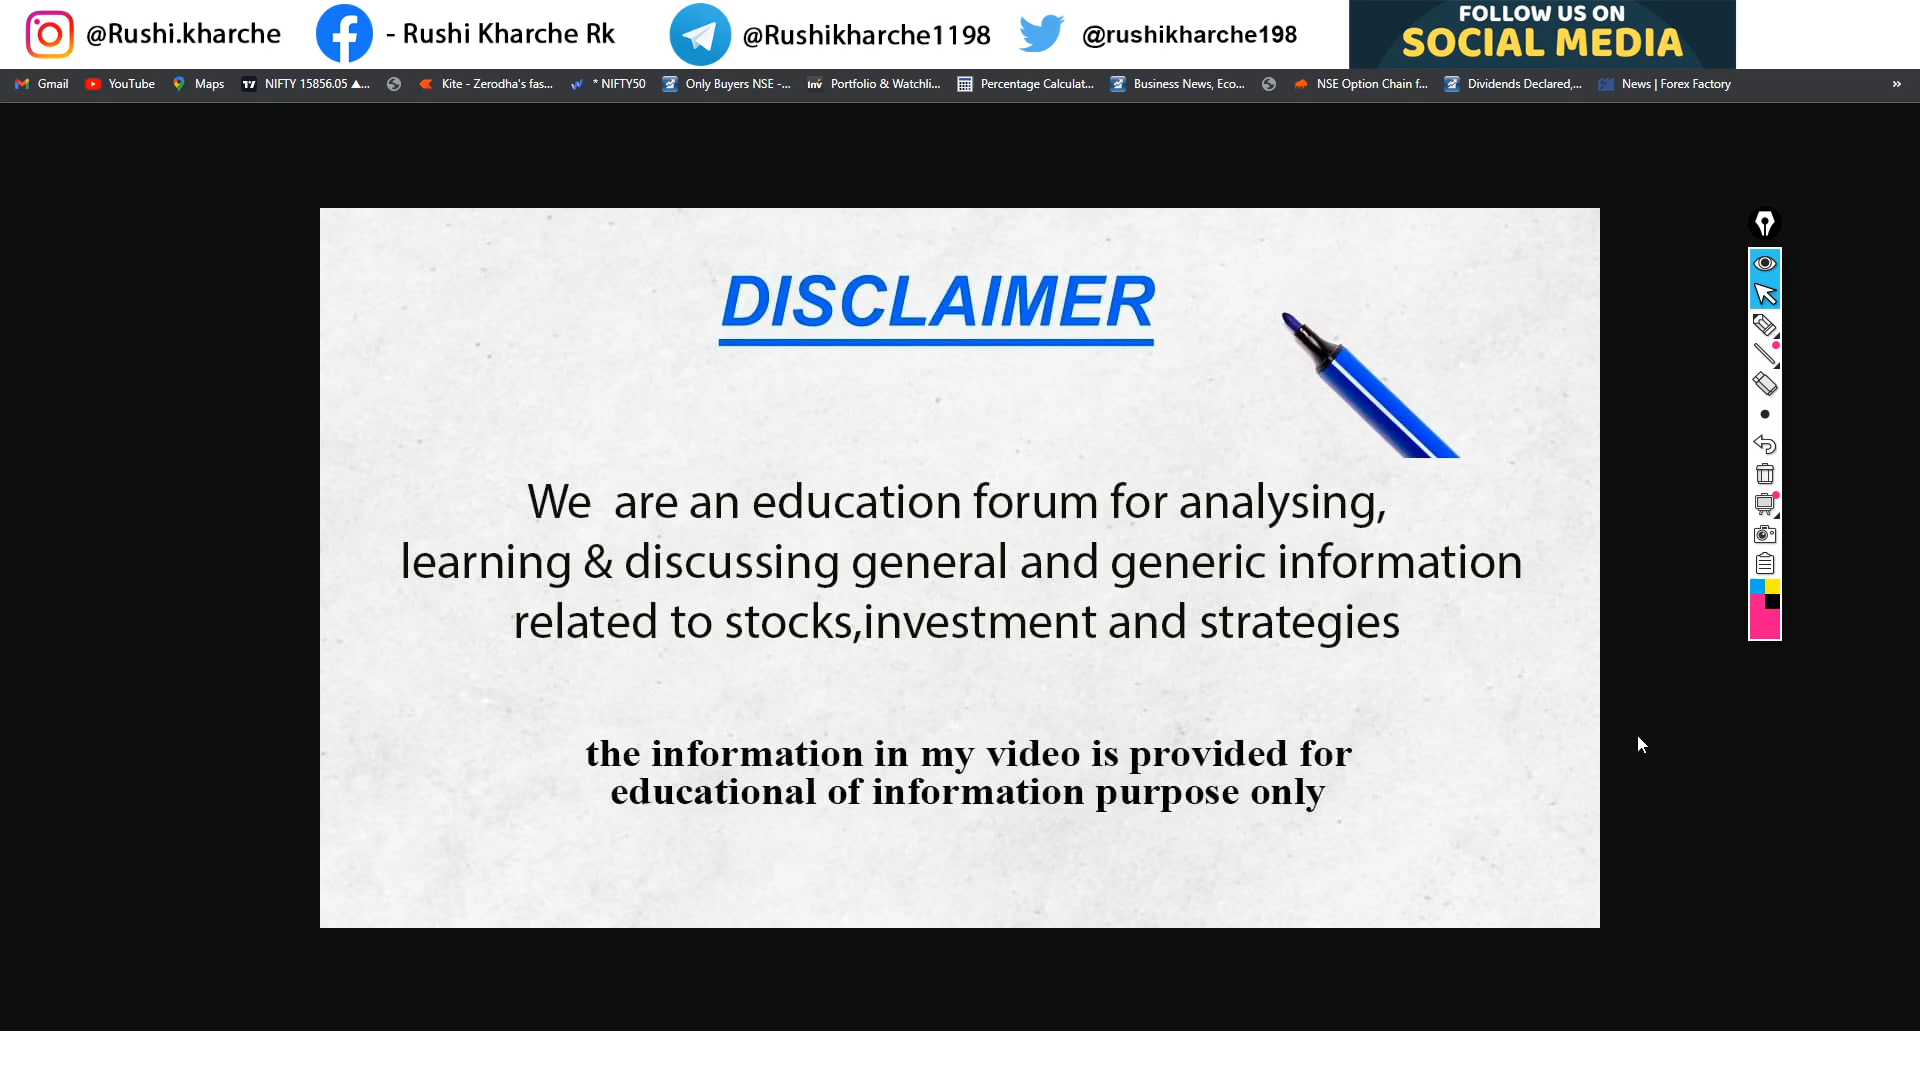 @Rushi.kharche - Rushi Kharche Rk @Rushikharche1198 @rushikharche198 FOLLOW US ON
SOCIAL MEDIA
Gmail YouTube Maps NIFTY 15856.05 ▲... Kite - Zerodha's fas... * NIFTY50 Only Buyers NSE -... Inv Portfolio & Watchli... Percentage Calculat... Business News, Eco... NSE Option Chain f... Dividends Declared,... News | Forex Factory »
DISCLAIMER
We are an education forum for analysing,
learning & discussing general and generic information
related to stocks,investment and strategies
the information in my video is provided for
educational of information purpose only